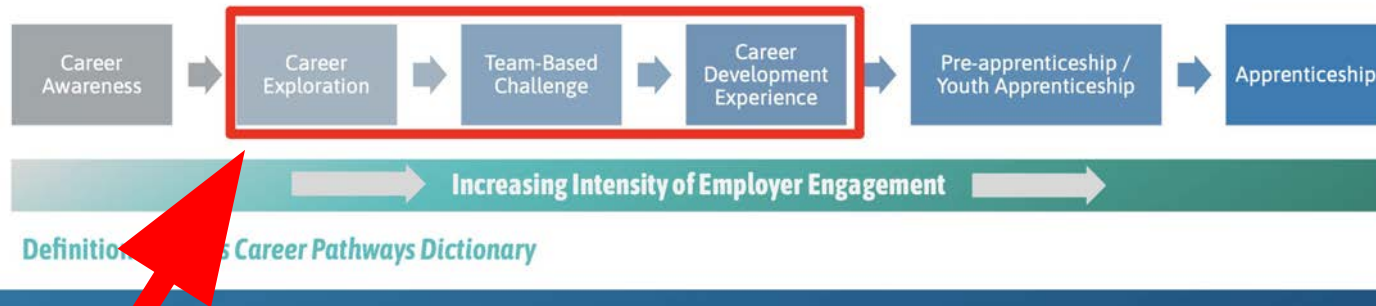 Career
Awareness
Career
Exploration
Team-Based
Challenge
Career
Development
Experience
Pre-apprenticeship /
Youth Apprenticeship
Apprenticeship
Increasing Intensity of Employer Engagement
Career Pathways Dictionary